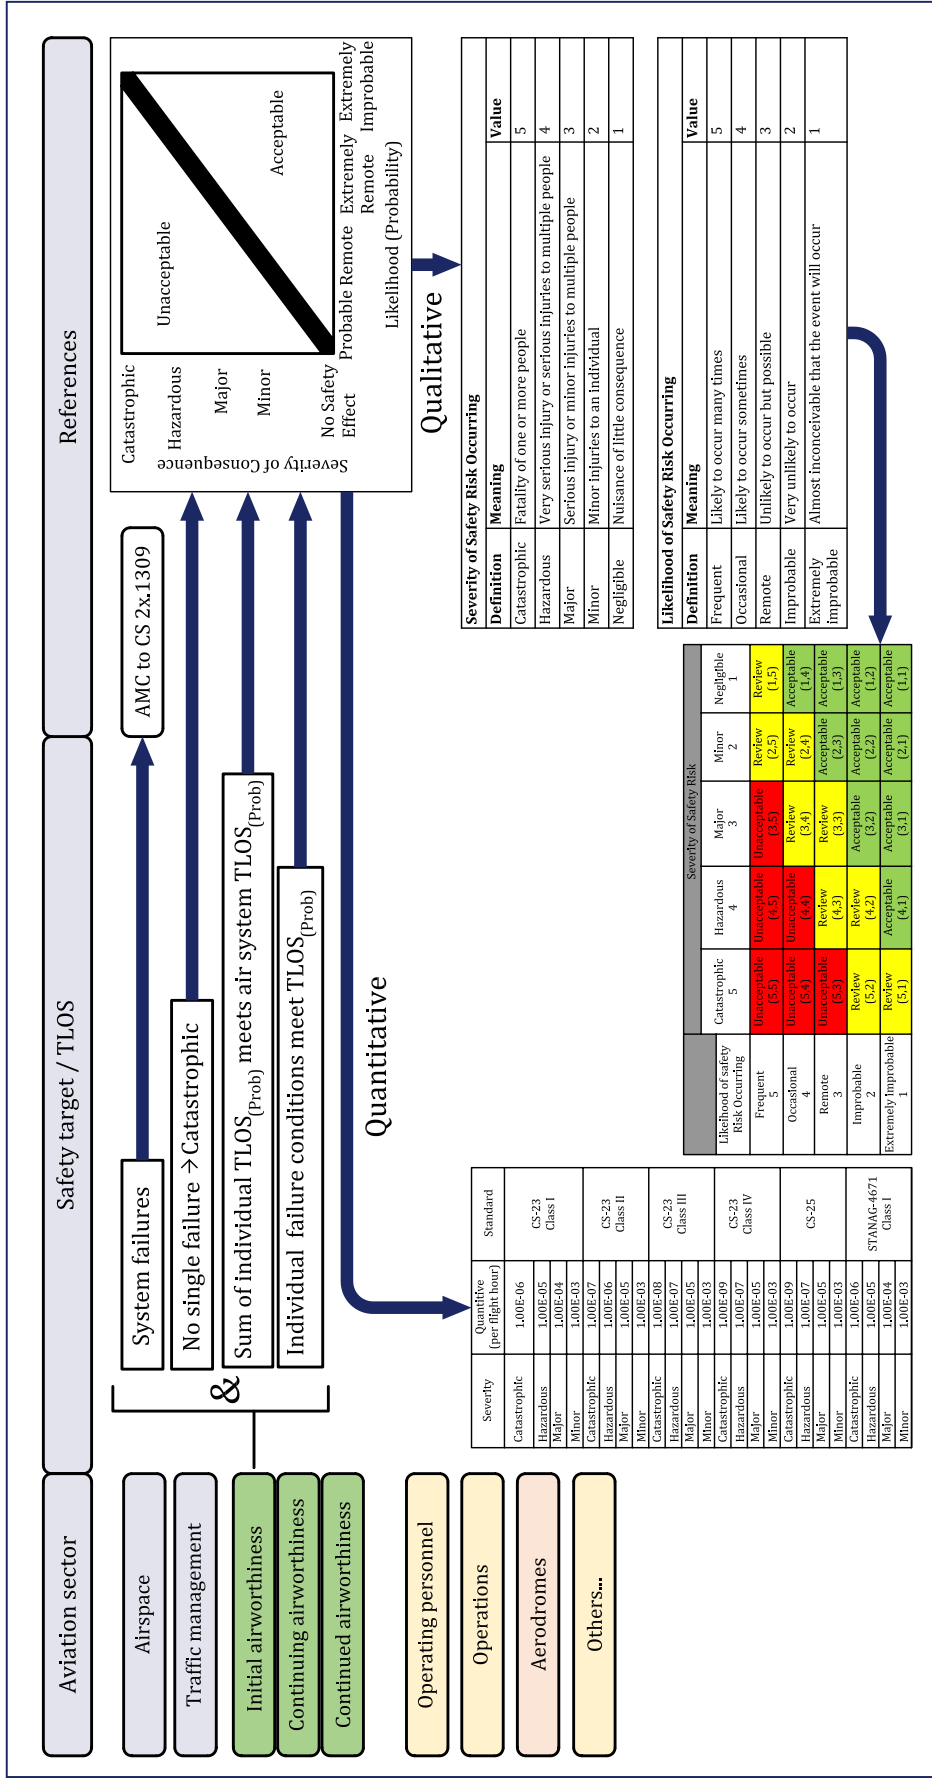 Aviation sector
Safety target / TLOS
References
Airspace
Traffic management
Initial airworthiness
Continuing airworthiness
Continued airworthiness
Operating personnel
Operations
Aerodromes
Others...
&
System failures
No single failure → Catastrophic
Sum of individual TLOS(Prob) meets air system TLOS(Prob)
Individual failure conditions meet TLOS(Prob)
AMC to CS 2x.1309
Severity of Consequence
Catastrophic
Hazardous
Major
Minor
No Safety
Effect
Unacceptable
Acceptable
Probable Remote Extremely Extremely
Remote Improbable
Likelihood (Probability)
Quantitative
Qualitative
Severity Quantitive Standard
(per flight hour)
Catastrophic 1.00E-06 CS-23
Class I
Hazardous 1.00E-05
Major 1.00E-04
Minor 1.00E-03
Catastrophic 1.00E-07 CS-23
Class II
Hazardous 1.00E-06
Major 1.00E-05
Minor 1.00E-03
Catastrophic 1.00E-08 CS-23
Class III
Hazardous 1.00E-07
Major 1.00E-05
Minor 1.00E-03
Catastrophic 1.00E-09 CS-23
Class IV
Hazardous 1.00E-07
Major 1.00E-05
Minor 1.00E-03
Catastrophic 1.00E-09 CS-25
Hazardous 1.00E-07
Major 1.00E-05
Minor 1.00E-03
Catastrophic 1.00E-06 STANAG-4671
Class I
Hazardous 1.00E-05
Major 1.00E-04
Minor 1.00E-03
Severity of Safety Risk Occurring
Definition Meaning Value
Catastrophic Fatality of one or more people 5
Hazardous Very serious injury or serious injuries to multiple people 4
Major Serious injury or minor injuries to multiple people 3
Minor Minor injuries to an individual 2
Negligible Nuisance of little consequence 1
Likelihood of Safety Risk Occurring
Definition Meaning Value
Frequent Likely to occur many times 5
Occasional Likely to occur sometimes 4
Remote Unlikely to occur but possible 3
Improbable Very unlikely to occur 2
Extremely Almost inconceivable that the event will occur 1
improbable
Severity of Safety Risk
Likeihood of safety Catastrophic Hazardous Major Minor Negligible
Risk Occurring 5 4 3 2 1
Frequent Unacceptable Unacceptable Unacceptable Review Review
5 (5,5) (4,5) (3,5) (2,5) (1,5)
Occasional Unacceptable Unacceptable Review Review Acceptable
4 (5,4) (4,4) (3,4) (2,4) (1,4)
Remote Unacceptable Review Review Acceptable Acceptable
3 (5,3) (4,3) (3,3) (2,3) (1,3)
Improbable Review Review Acceptable Acceptable Acceptable
2 (5,2) (4,2) (3,2) (2,2) (1,2)
Extremely Improbable Review Acceptable Acceptable Acceptable Acceptable
1 (5,1) (4,1) (3,1) (2,1) (1,1)